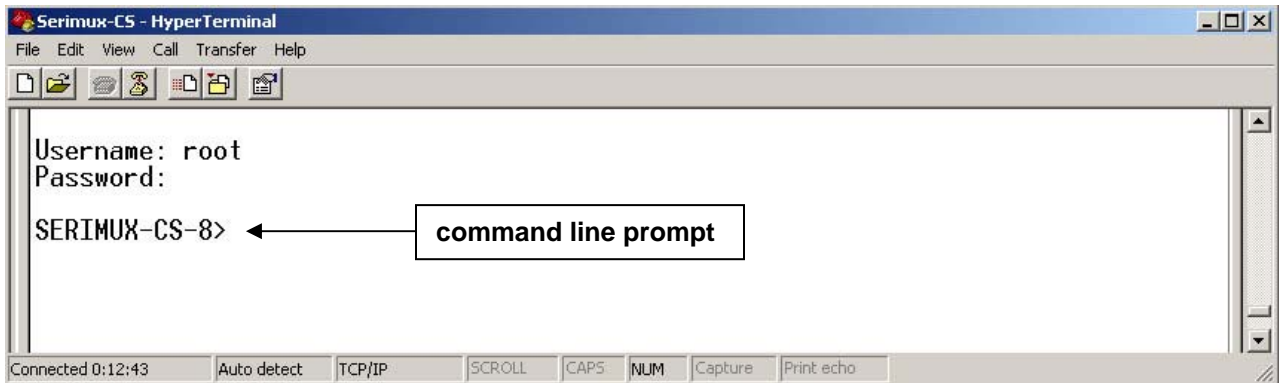 Serimux-CS - HyperTerminal
File Edit View Call Transfer Help
Username: root
Password:
SERIMUX-CS-8>
command line prompt
Connected 0:12:43 Auto detect TCP/IP SCROLL CAPS NUM Capture Print echo